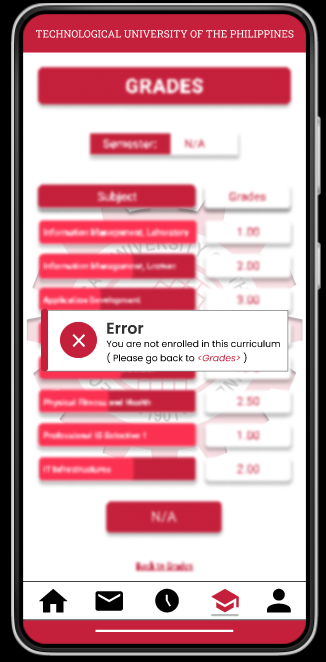 TECHNOLOGICAL UNIVERSITY OF THE PHILIPPINES
GRADES
Semester: N/A
Subject Grades
Information Management, Laboratory 1.00
Information Management, Lecture 2.00
Application Development 3.00
Error
You are not enrolled in this curriculum
( Please go back to <Grades> )
Physical Fitness and Health 2.50
Professional IS Elective 1 1.00
IT Infrastructures 2.00
N/A
Back to Grades